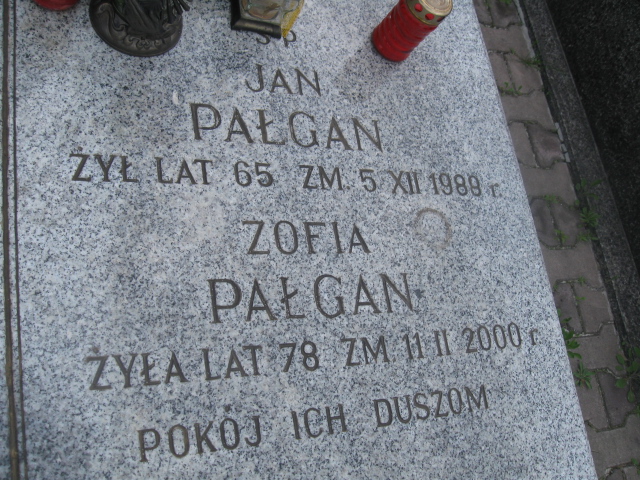 Ś.P.
JAN
PAŁGAN
ŻYŁ LAT 65 ZM. 5 XII 1989 r.
ZOFIA
PAŁGAN
ŻYŁA LAT 78 ZM. 11 II 2000 r.
POKÓJ ICH DUSZOM